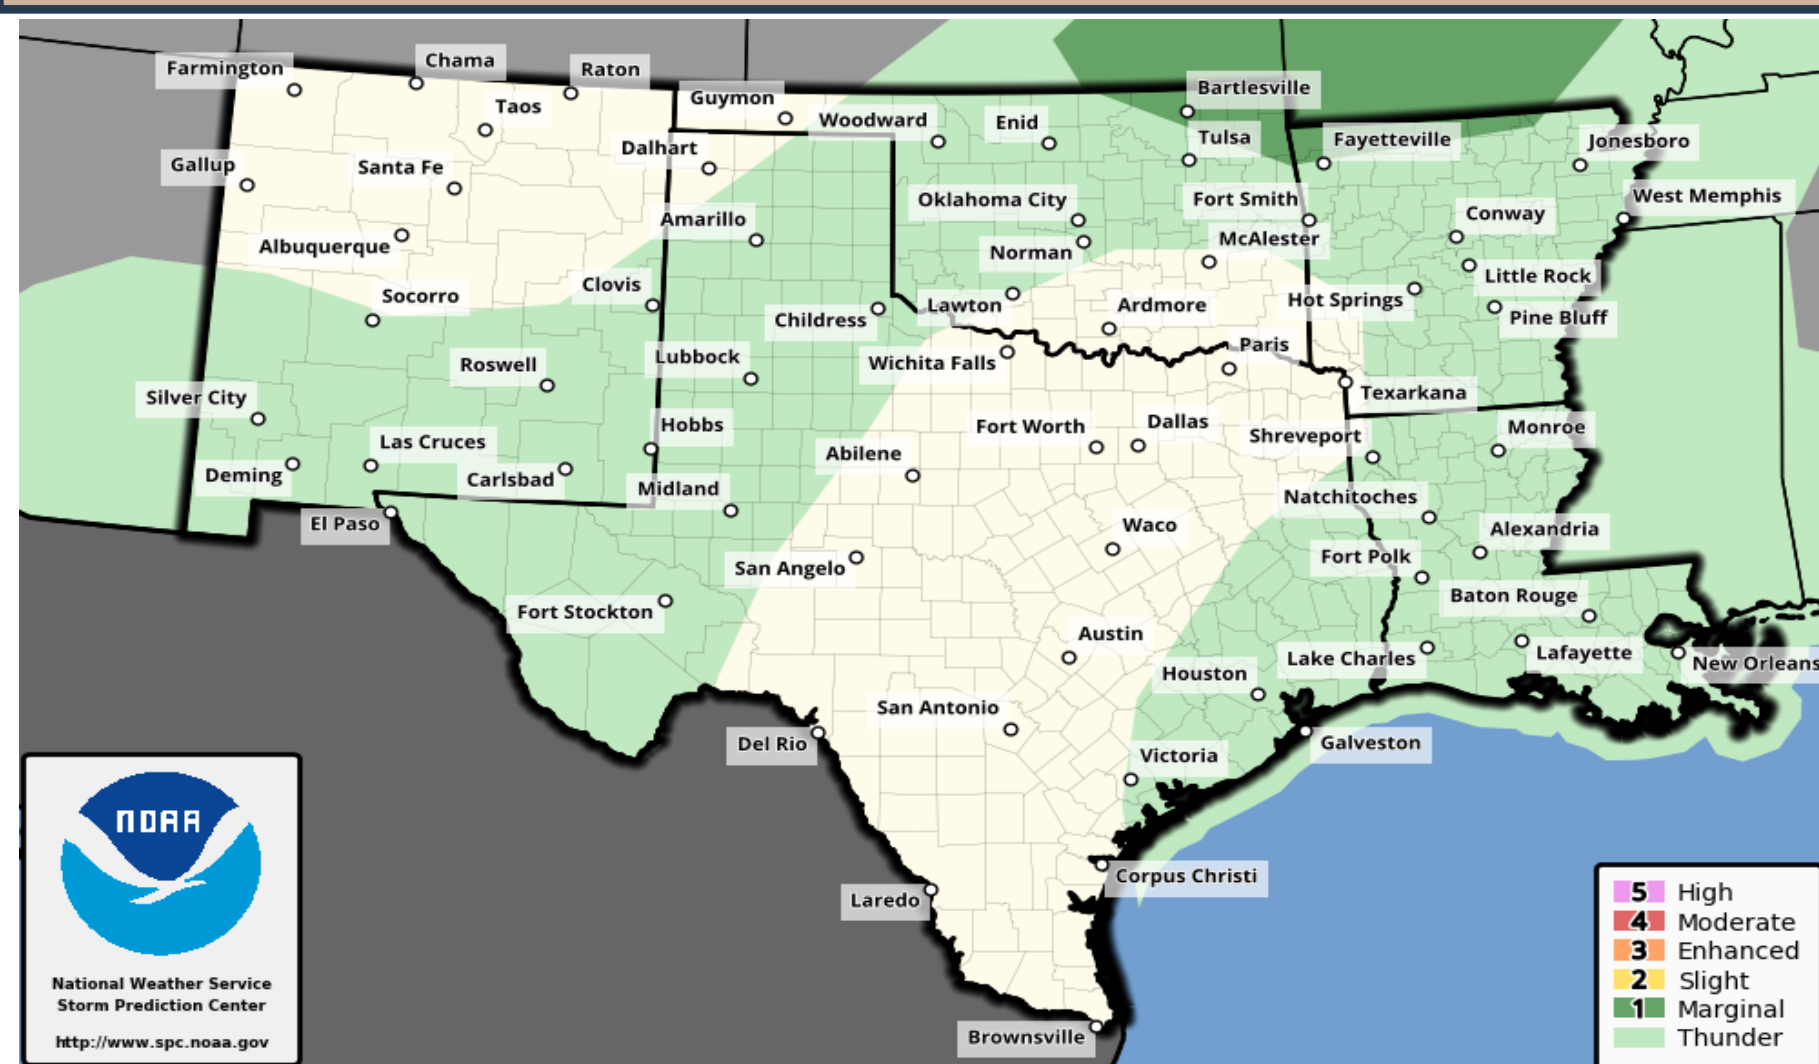 Farmington
Chama
Raton
Guymon
Bartlesville
Taos
Woodward
Enid
Tulsa
Fayetteville
Jonesboro
Gallup
Santa Fe
Dalhart
Oklahoma City
Fort Smith
Conway
West Memphis
Albuquerque
Amarillo
Norman
McAlester
Little Rock
Socorro
Clovis
Childress
Lawton
Ardmore
Hot Springs
Pine Bluff
Roswell
Lubbock
Wichita Falls
Paris
Texarkana
Silver City
Las Cruces
Hobbs
Abilene
Fort Worth
Dallas
Shreveport
Monroe
Deming
Carlsbad
Midland
Natchitoches
El Paso
San Angelo
Waco
Fort Polk
Alexandria
Fort Stockton
Austin
Baton Rouge
Houston
Lake Charles
Lafayette
New Orleans
Del Rio
San Antonio
Victoria
Galveston
Laredo
Corpus Christi
Brownsville
NOAA
National Weather Service
Storm Prediction Center
http://www.spc.noaa.gov
5 High
4 Moderate
3 Enhanced
2 Slight
1 Marginal
Thunder